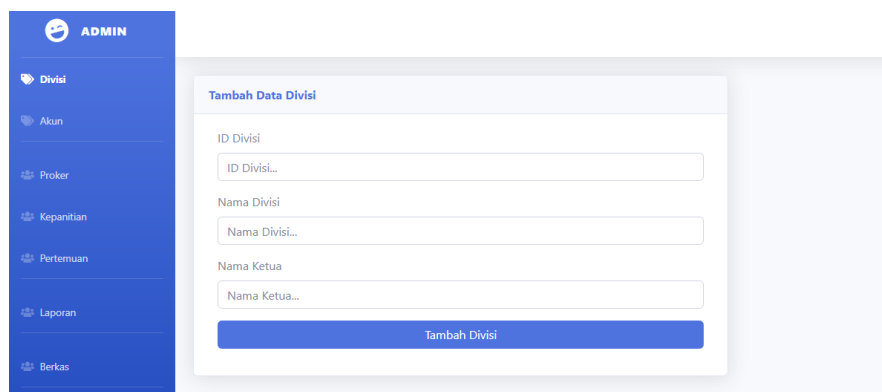 ADMIN
Divisi
Akun
Proker
Kepanitian
Pertemuan
Laporan
Berkas
Tambah Data Divisi
ID Divisi
ID Divisi...
Nama Divisi
Nama Divisi...
Nama Ketua
Nama Ketua...
Tambah Divisi